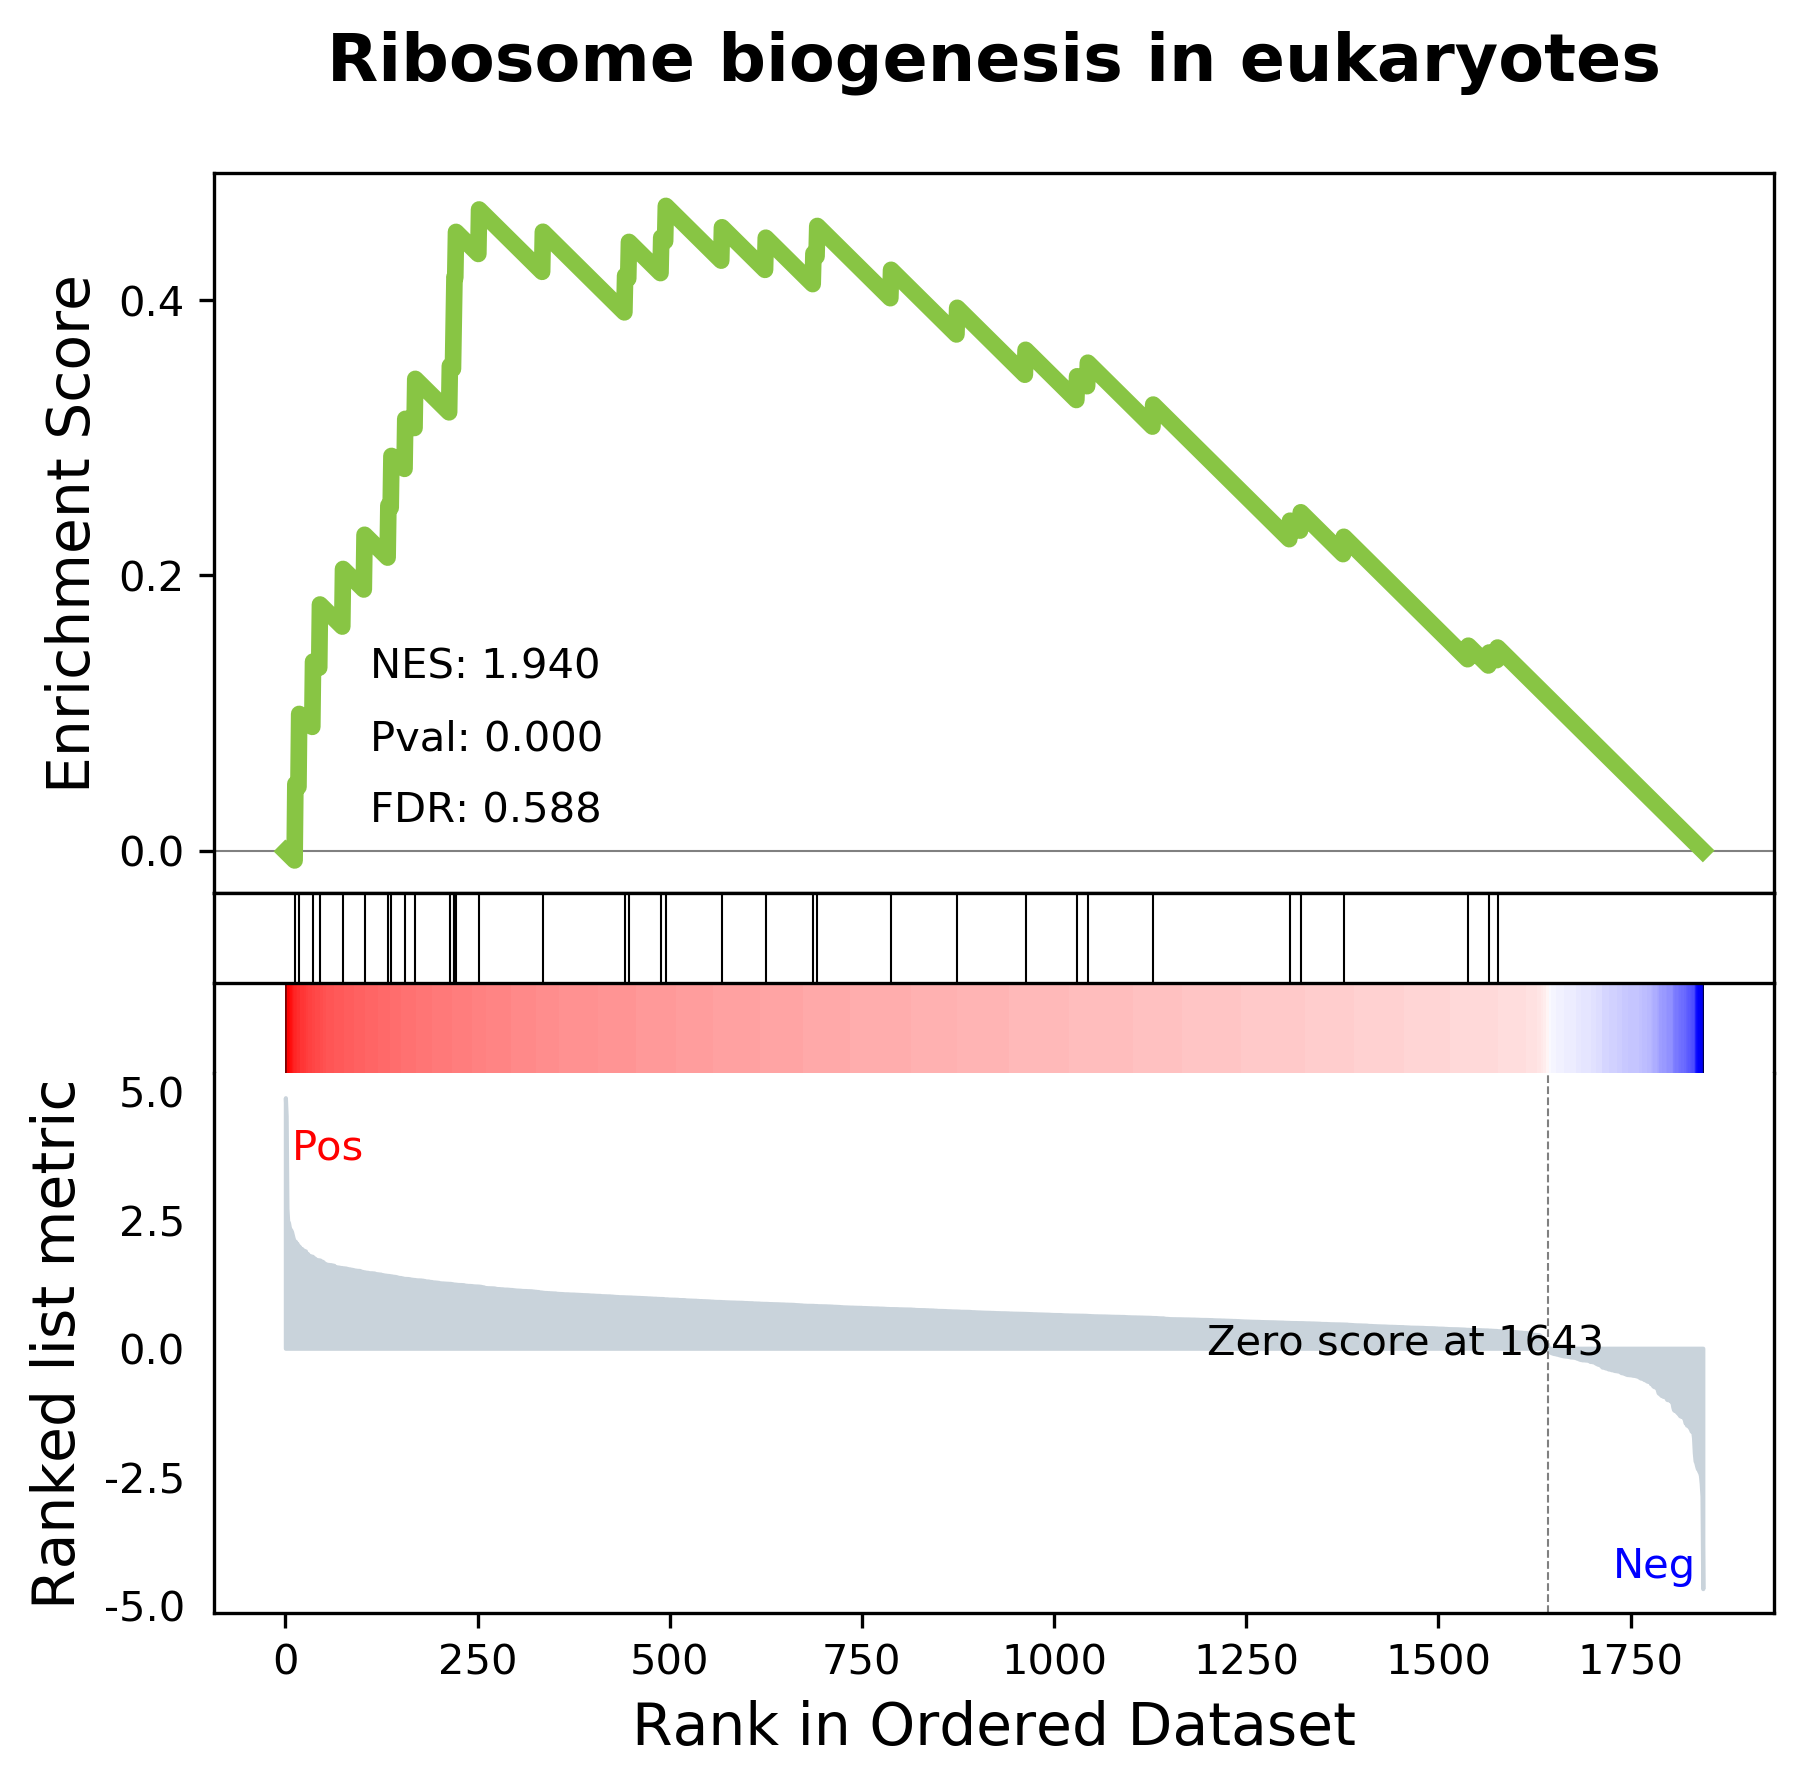 Ribosome biogenesis in eukaryotes
Enrichment Score
0.4
0.2
0.0
NES: 1.940
Pval: 0.000
FDR: 0.588
Ranked list metric
5.0
2.5
0.0
-2.5
-5.0
Pos
Zero score at 1643
Neg
0 250 500 750 1000 1250 1500 1750
Rank in Ordered Dataset